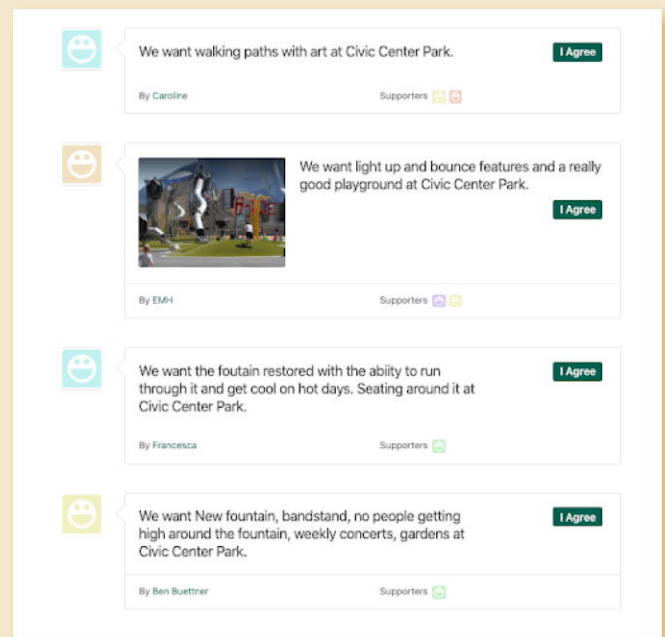 We want walking paths with art at Civic Center Park.
I Agree
By Caroline
Supporters
We want light up and bounce features and a really
good playground at Civic Center Park.
I Agree
By EMH
Supporters
We want the foutain restored with the abiity to run
through it and get cool on hot days. Seating around it at
Civic Center Park.
I Agree
By Francesca
Supporters
We want New fountain, bandstand, no people getting
high around the fountain, weekly concerts, gardens at
Civic Center Park.
I Agree
By Ben Buettner
Supporters